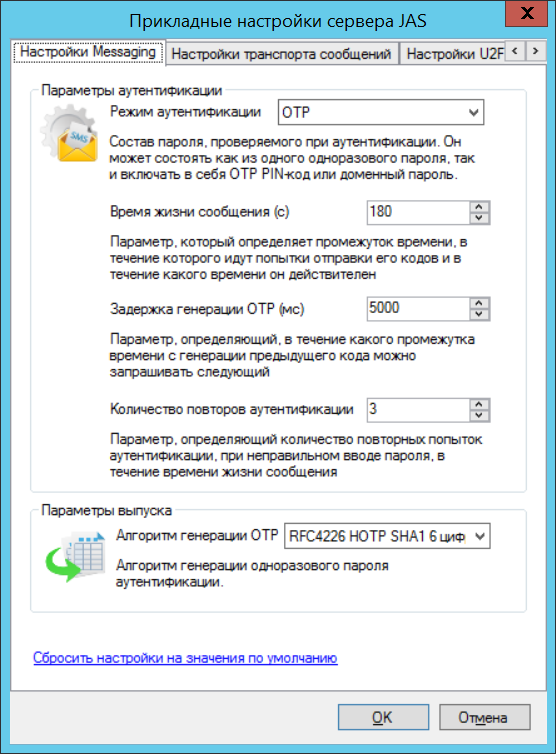 Прикладные настройки сервера JAS
X
Настройки Messaging
Настройки транспорта сообщений
Настройки U2F
Параметры аутентификации
SMS
Режим аутентификации
OTP
Состав пароля, проверяемого при аутентификации. Он
может состоять как из одного одноразового пароля, так
и включать в себя OTP PIN-код или доменный пароль.
Время жизни сообщения (с)
180
Параметр, который определяет промежуток времени, в
течение которого идут попытки отправки его кодов и в
течение какого времени он действителен
Задержка генерации OTP (мс)
5000
Параметр, определяющий, в течение какого промежутка
времени с генерации предыдущего кода можно
запрашивать следующий
Количество повторов аутентификации
3
Параметр, определяющий количество повторных попыток
аутентификации, при неправильном вводе пароля, в
течение времени жизни сообщения
Параметры выпуска
Алгоритм генерации OTP
RFC4226 HOTP SHA1 6 циф
Алгоритм генерации одноразового пароля
аутентификации.
Сбросить настройки на значения по умолчанию
OK
Отмена